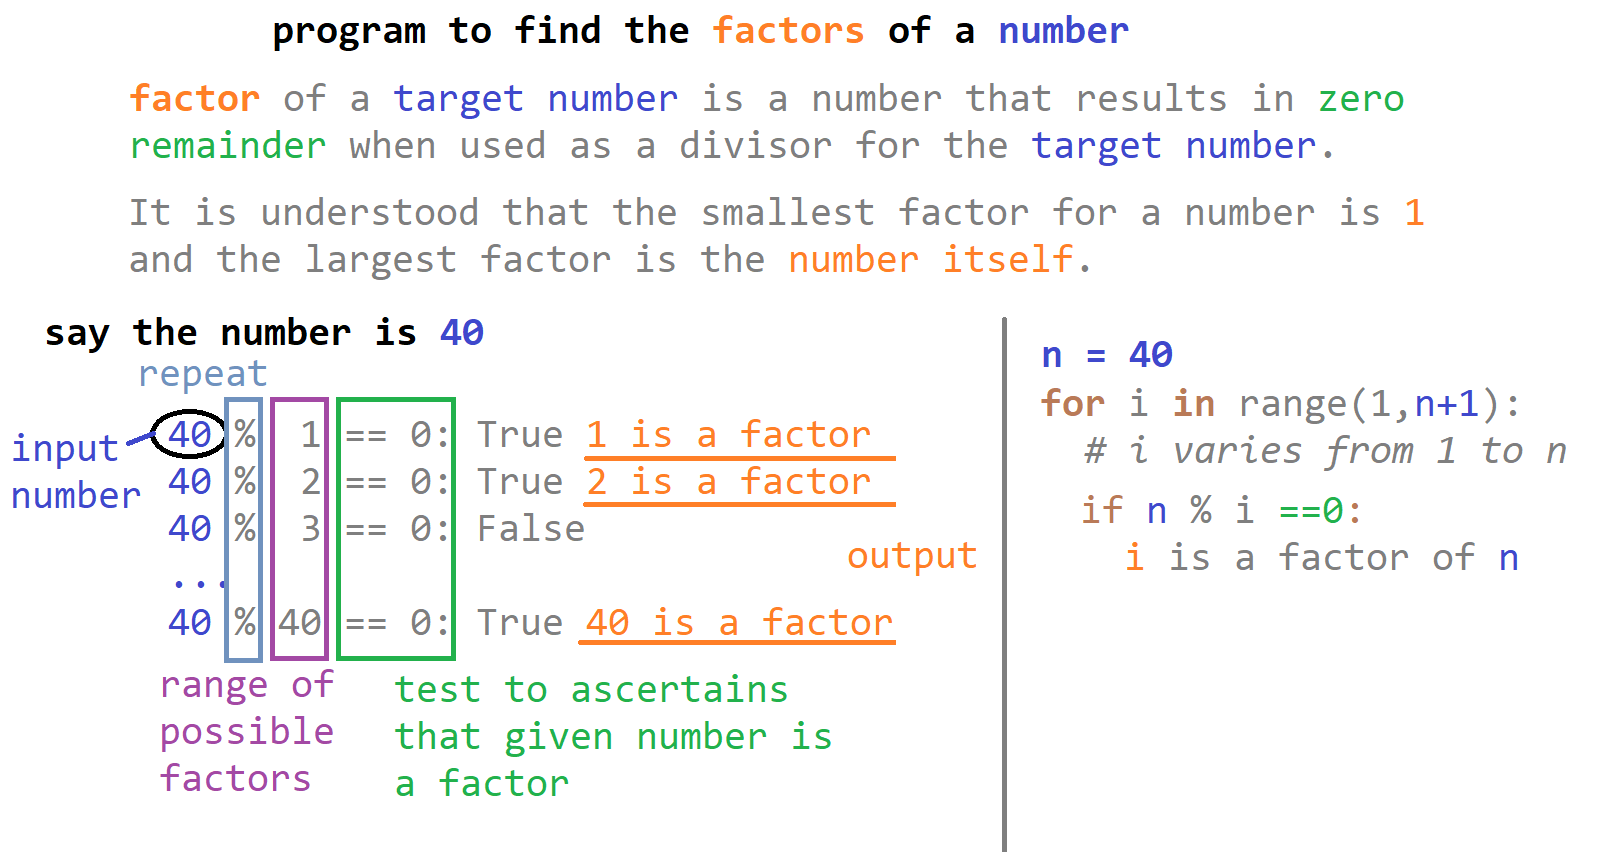 program to find the factors of a number
factor of a target number is a number that results in zero
remainder when used as a divisor for the target number.
It is understood that the smallest factor for a number is 1
and the largest factor is the number itself.
say the number is 40
repeat
input
number
40 % 1 == 0: True 1 is a factor
40 % 2 == 0: True 2 is a factor
40 % 3 == 0: False
output
...
40 % 40 == 0: True 40 is a factor
range of
possible
factors
test to ascertains
that given number is
a factor
n = 40
for i in range(1,n+1):
# i varies from 1 to n
if n % i ==0:
i is a factor of n